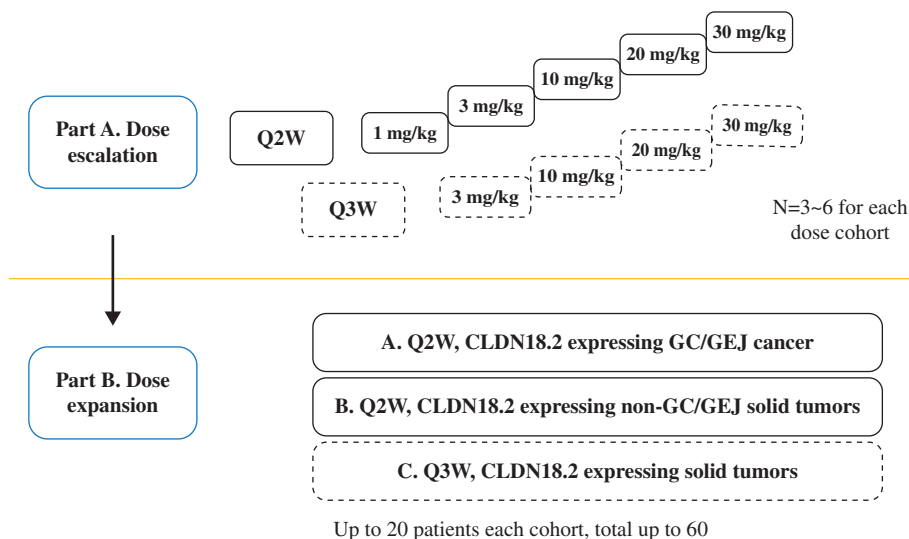 Part A. Dose
escalation
Q2W
1 mg/kg
3 mg/kg
10 mg/kg
20 mg/kg
30 mg/kg
Q3W
3 mg/kg
10 mg/kg
20 mg/kg
30 mg/kg
N=3~6 for each
dose cohort
Part B. Dose
expansion
A. Q2W, CLDN18.2 expressing GC/GEJ cancer
B. Q2W, CLDN18.2 expressing non-GC/GEJ solid tumors
C. Q3W, CLDN18.2 expressing solid tumors
Up to 20 patients each cohort, total up to 60